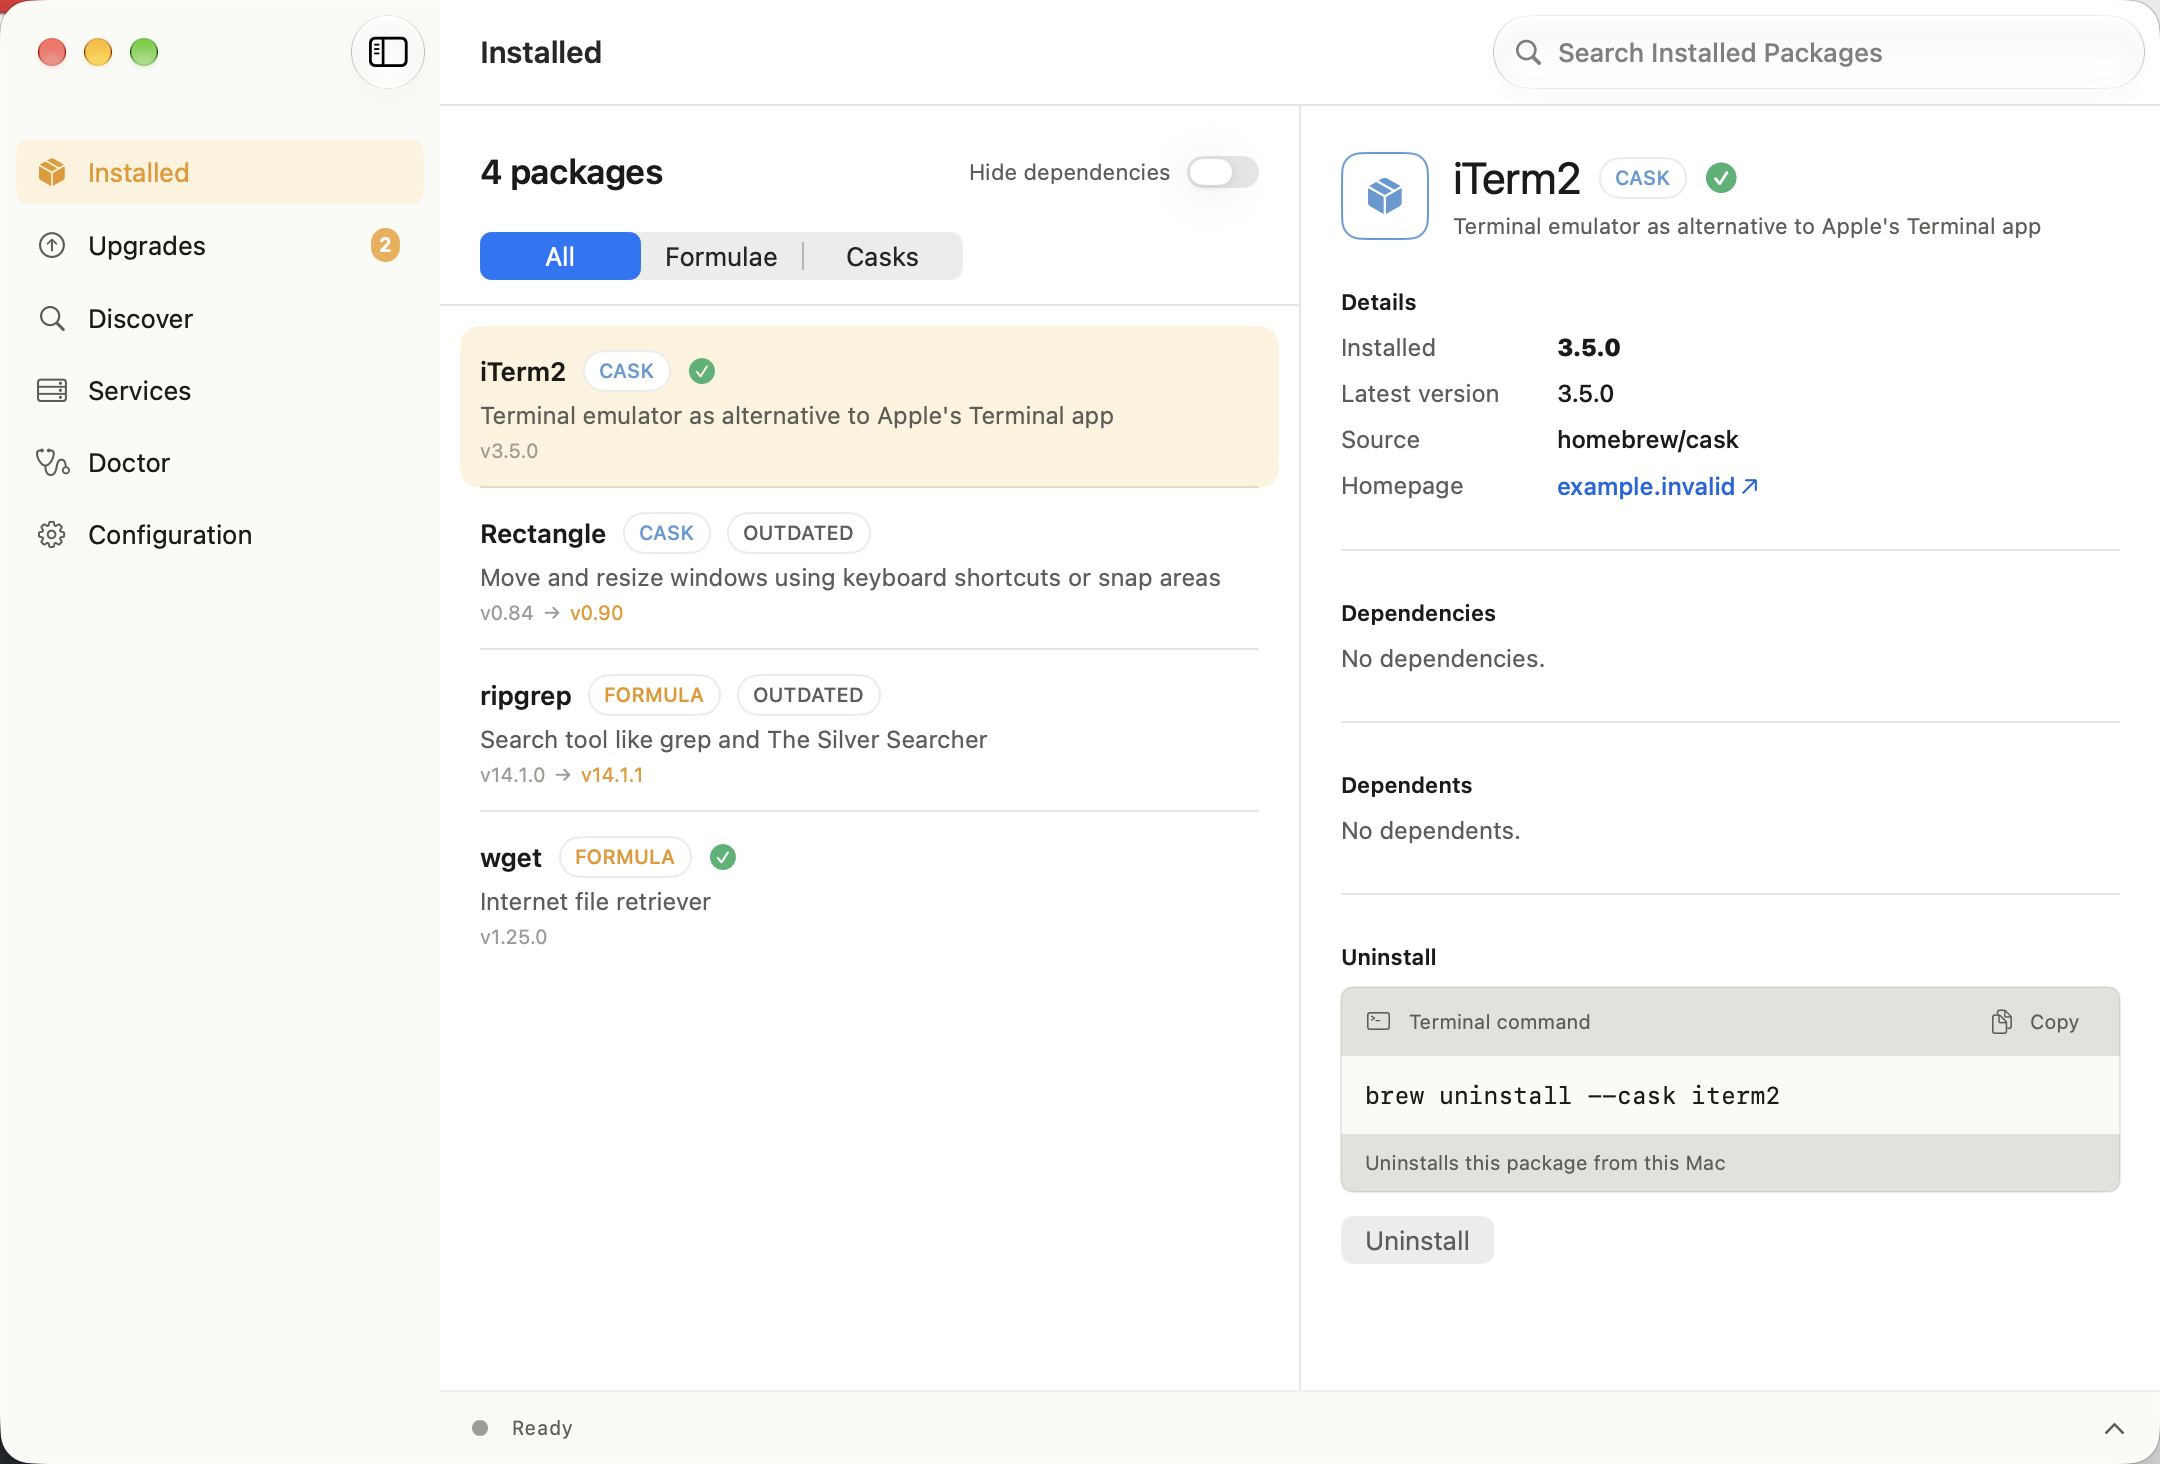 Installed
Search Installed Packages
Installed
Upgrades
2
Discover
Services
Doctor
Configuration
4 packages
Hide dependencies
All
Formulae
Casks
iTerm2 CASK
Terminal emulator as alternative to Apple's Terminal app
v3.5.0
Rectangle CASK OUTDATED
Move and resize windows using keyboard shortcuts or snap areas
v0.84 → v0.90
ripgrep FORMULA OUTDATED
Search tool like grep and The Silver Searcher
v14.1.0 → v14.1.1
wget FORMULA
Internet file retriever
v1.25.0
iTerm2 CASK
Terminal emulator as alternative to Apple's Terminal app
Details
Installed 3.5.0
Latest version 3.5.0
Source homebrew/cask
Homepage example.invalid
Dependencies
No dependencies.
Dependents
No dependents.
Uninstall
Terminal command
Copy
brew uninstall --cask iterm2
Uninstalls this package from this Mac
Uninstall
Ready